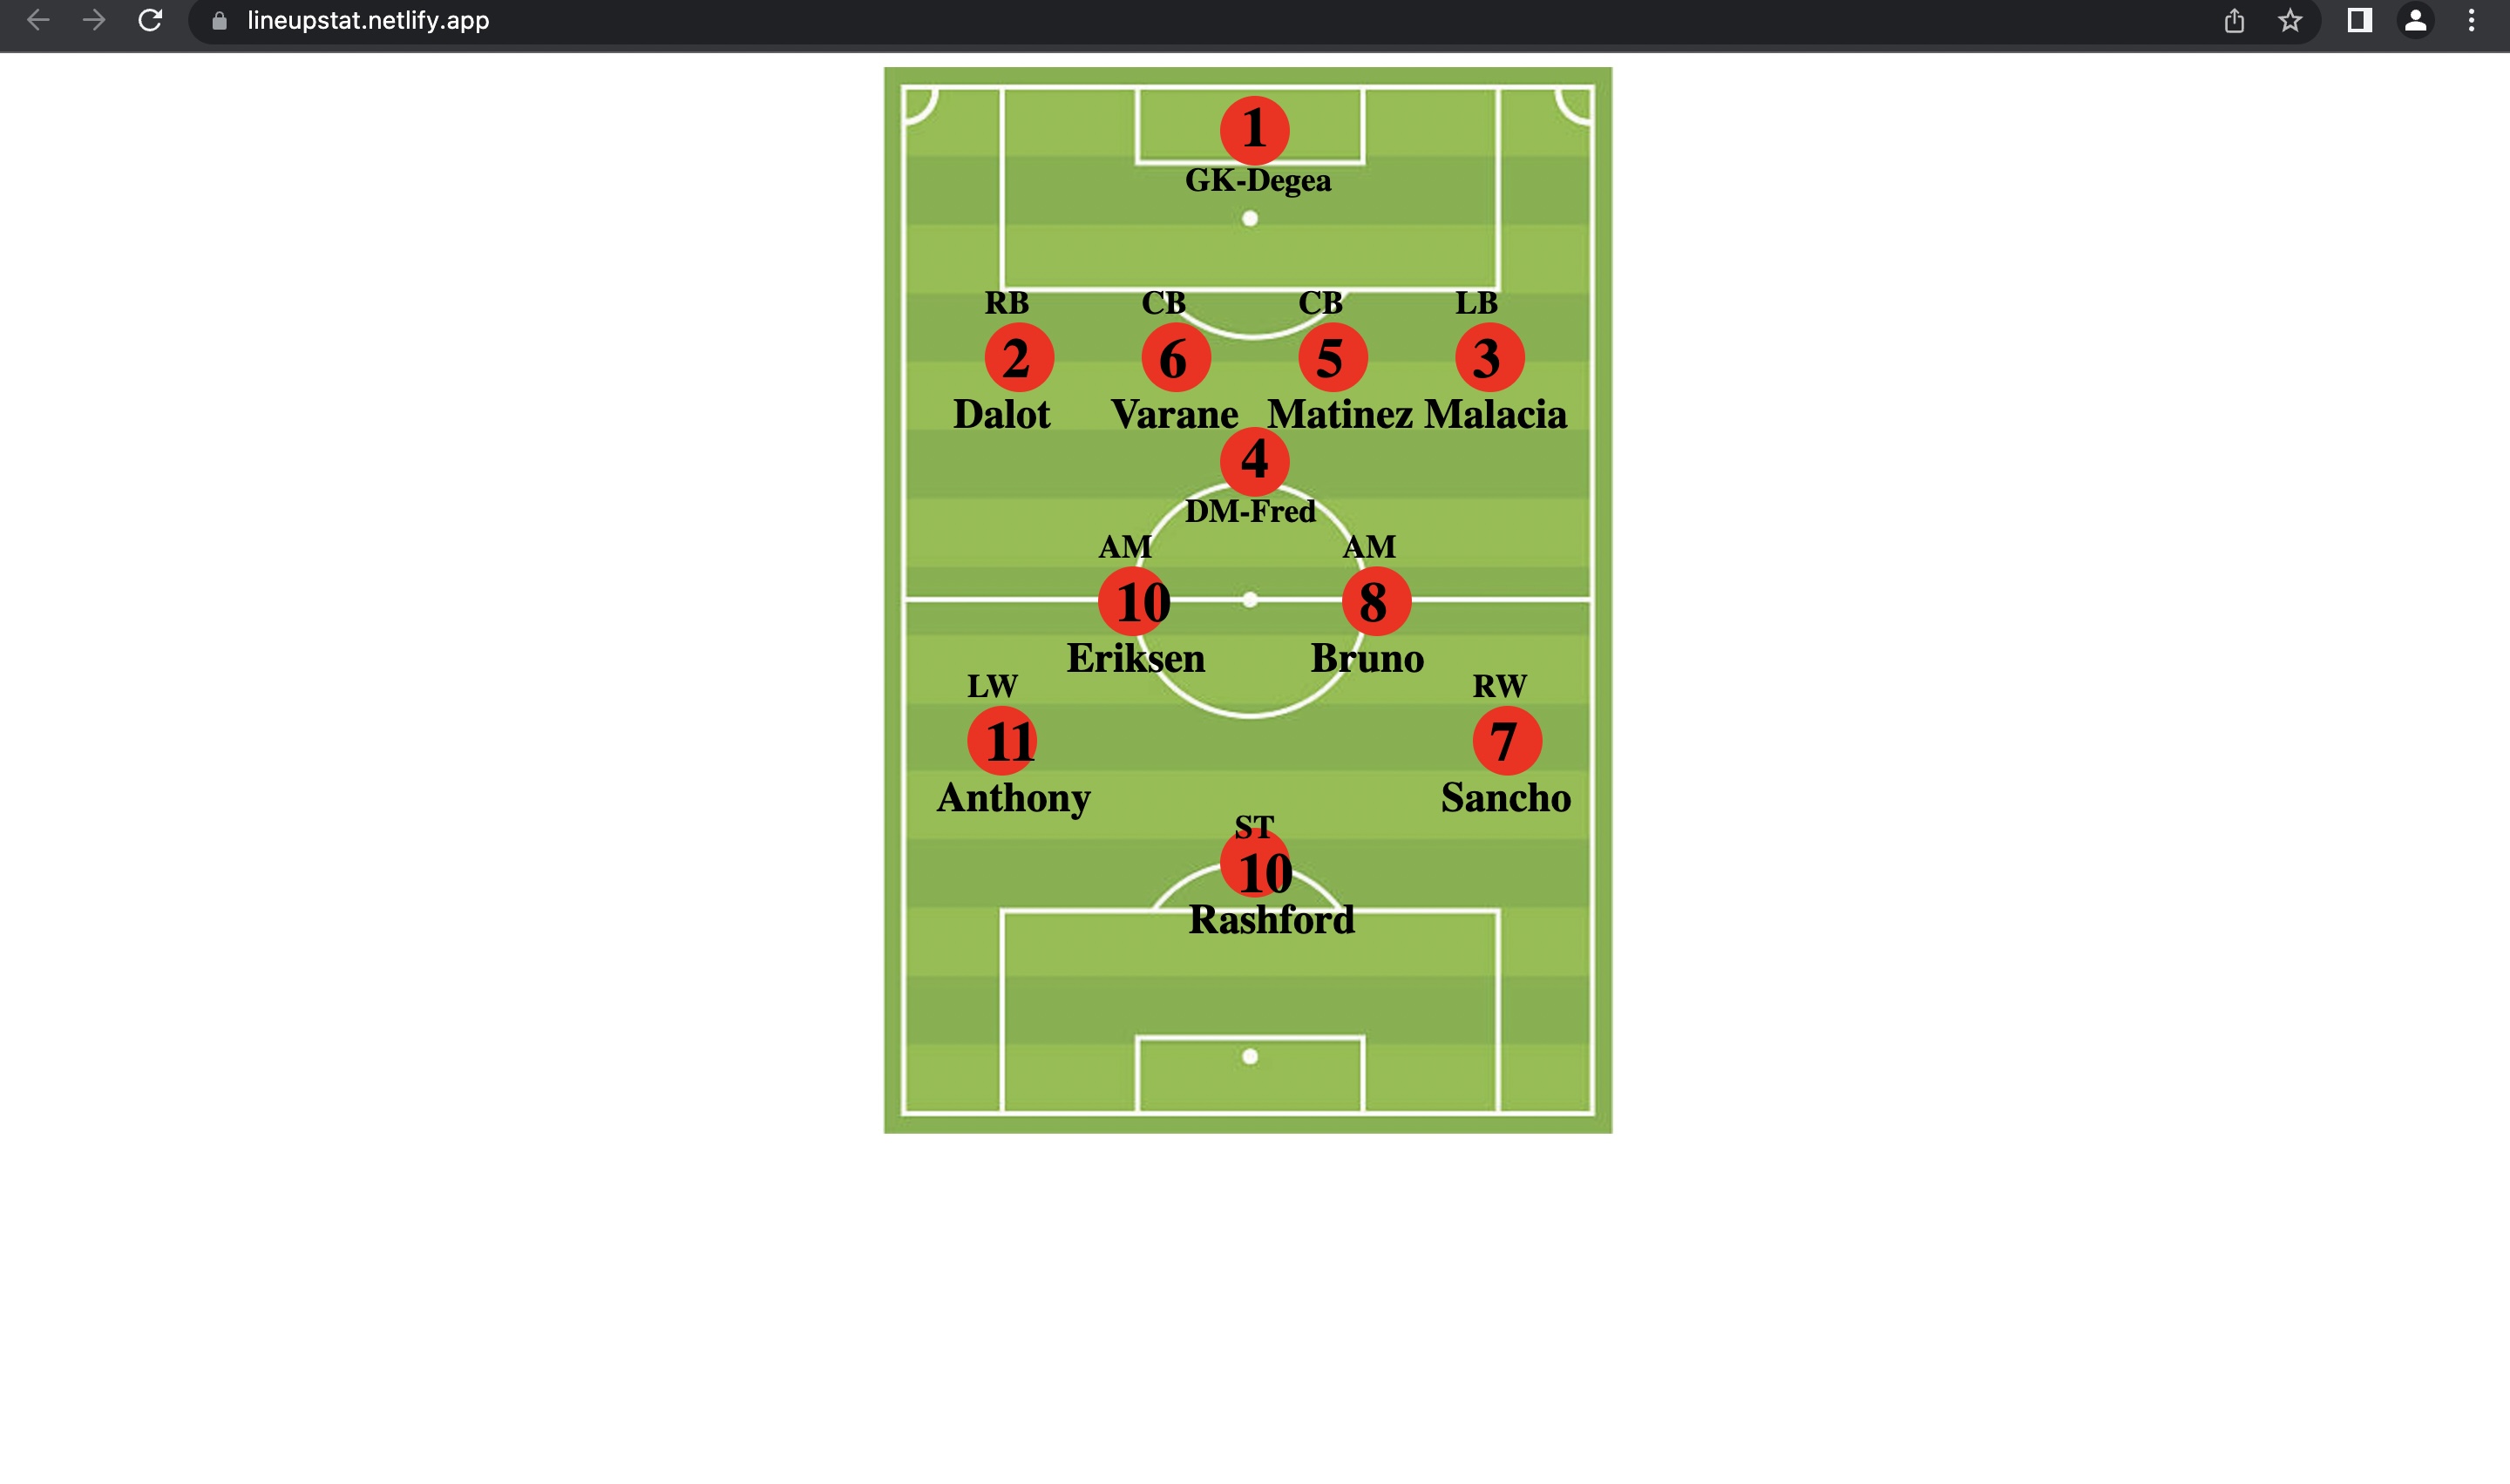 lineupstat.netlify.app
1
GK-Degea
RB CB CB LB
2 6 5 3
Dalot Varane Matinez Malacia
4
DM-Fred
AM AM
10 8
Eriksen Bruno
LW RW
11 7
Anthony Sancho
ST
10
Rashford